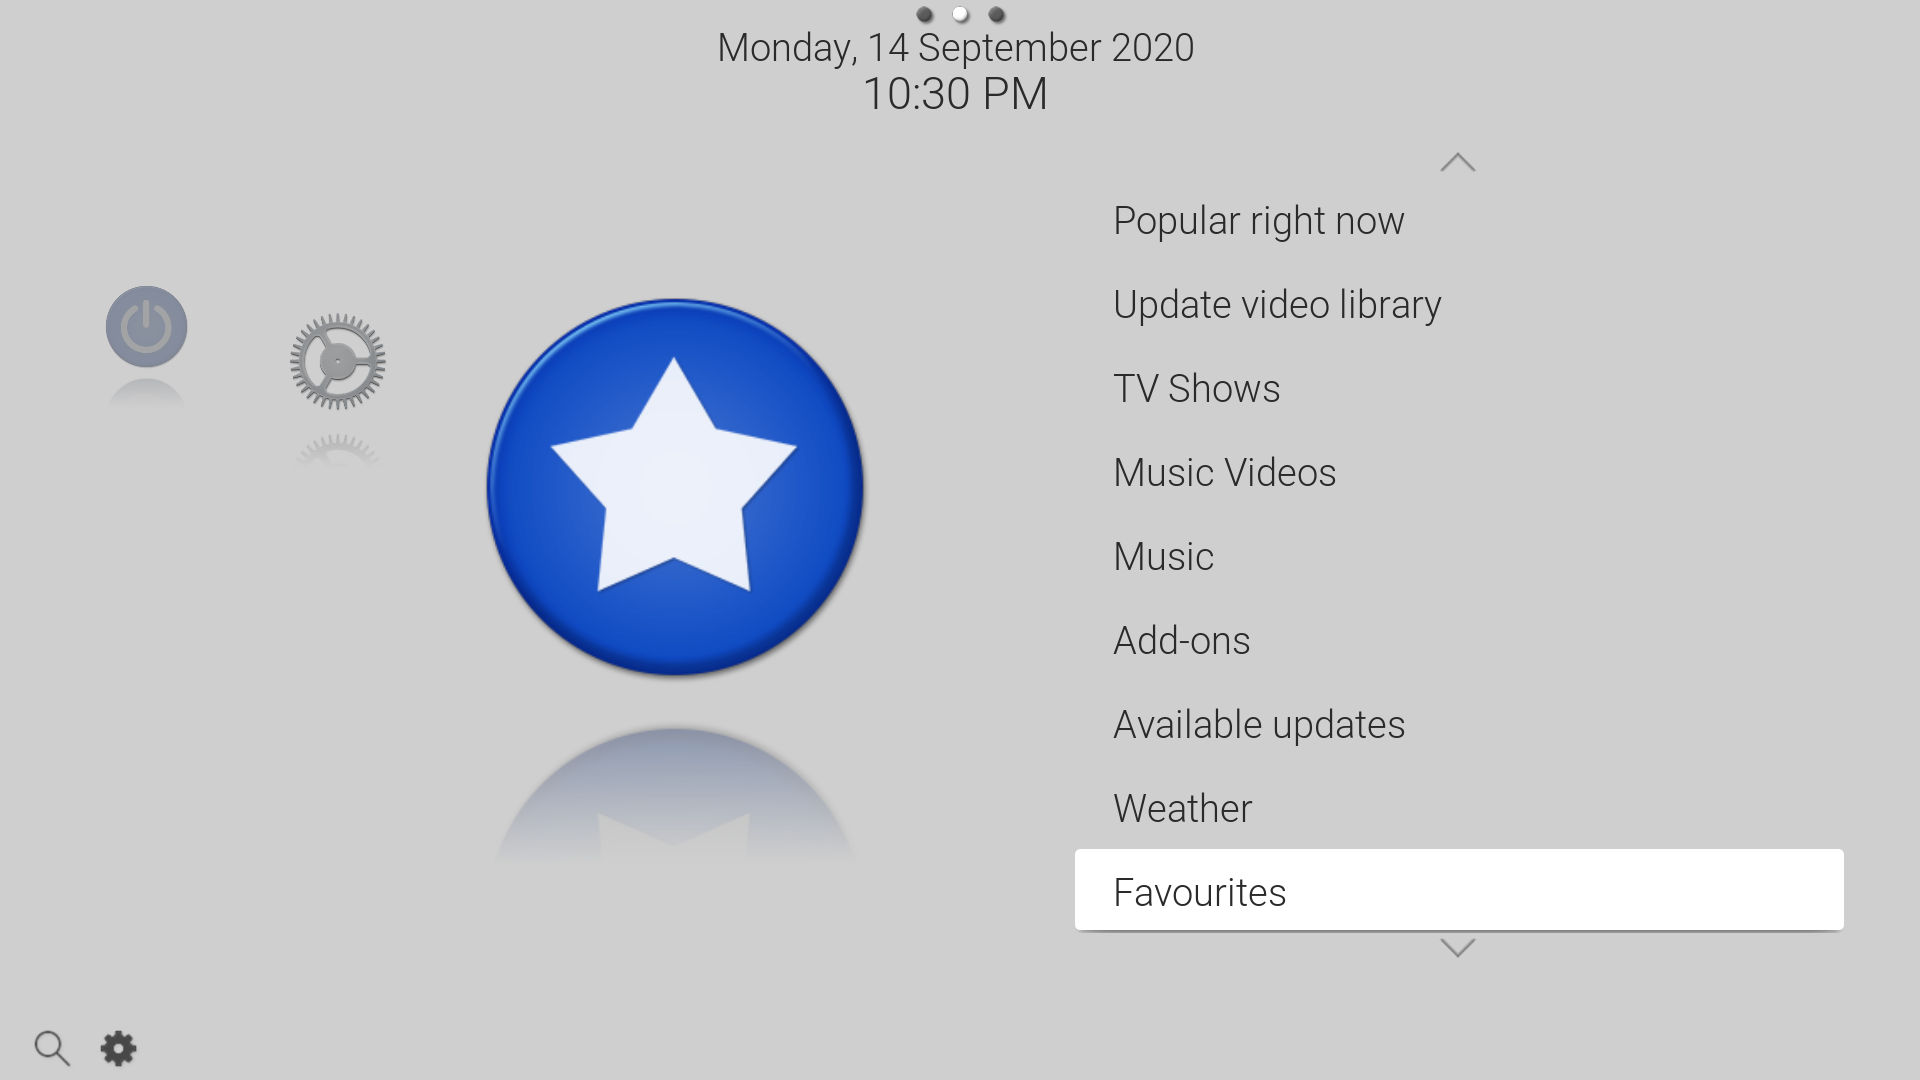 Monday, 14 September 2020
10:30 PM
Popular right now
Update video library
TV Shows
Music Videos
Music
Add-ons
Available updates
Weather
Favourites